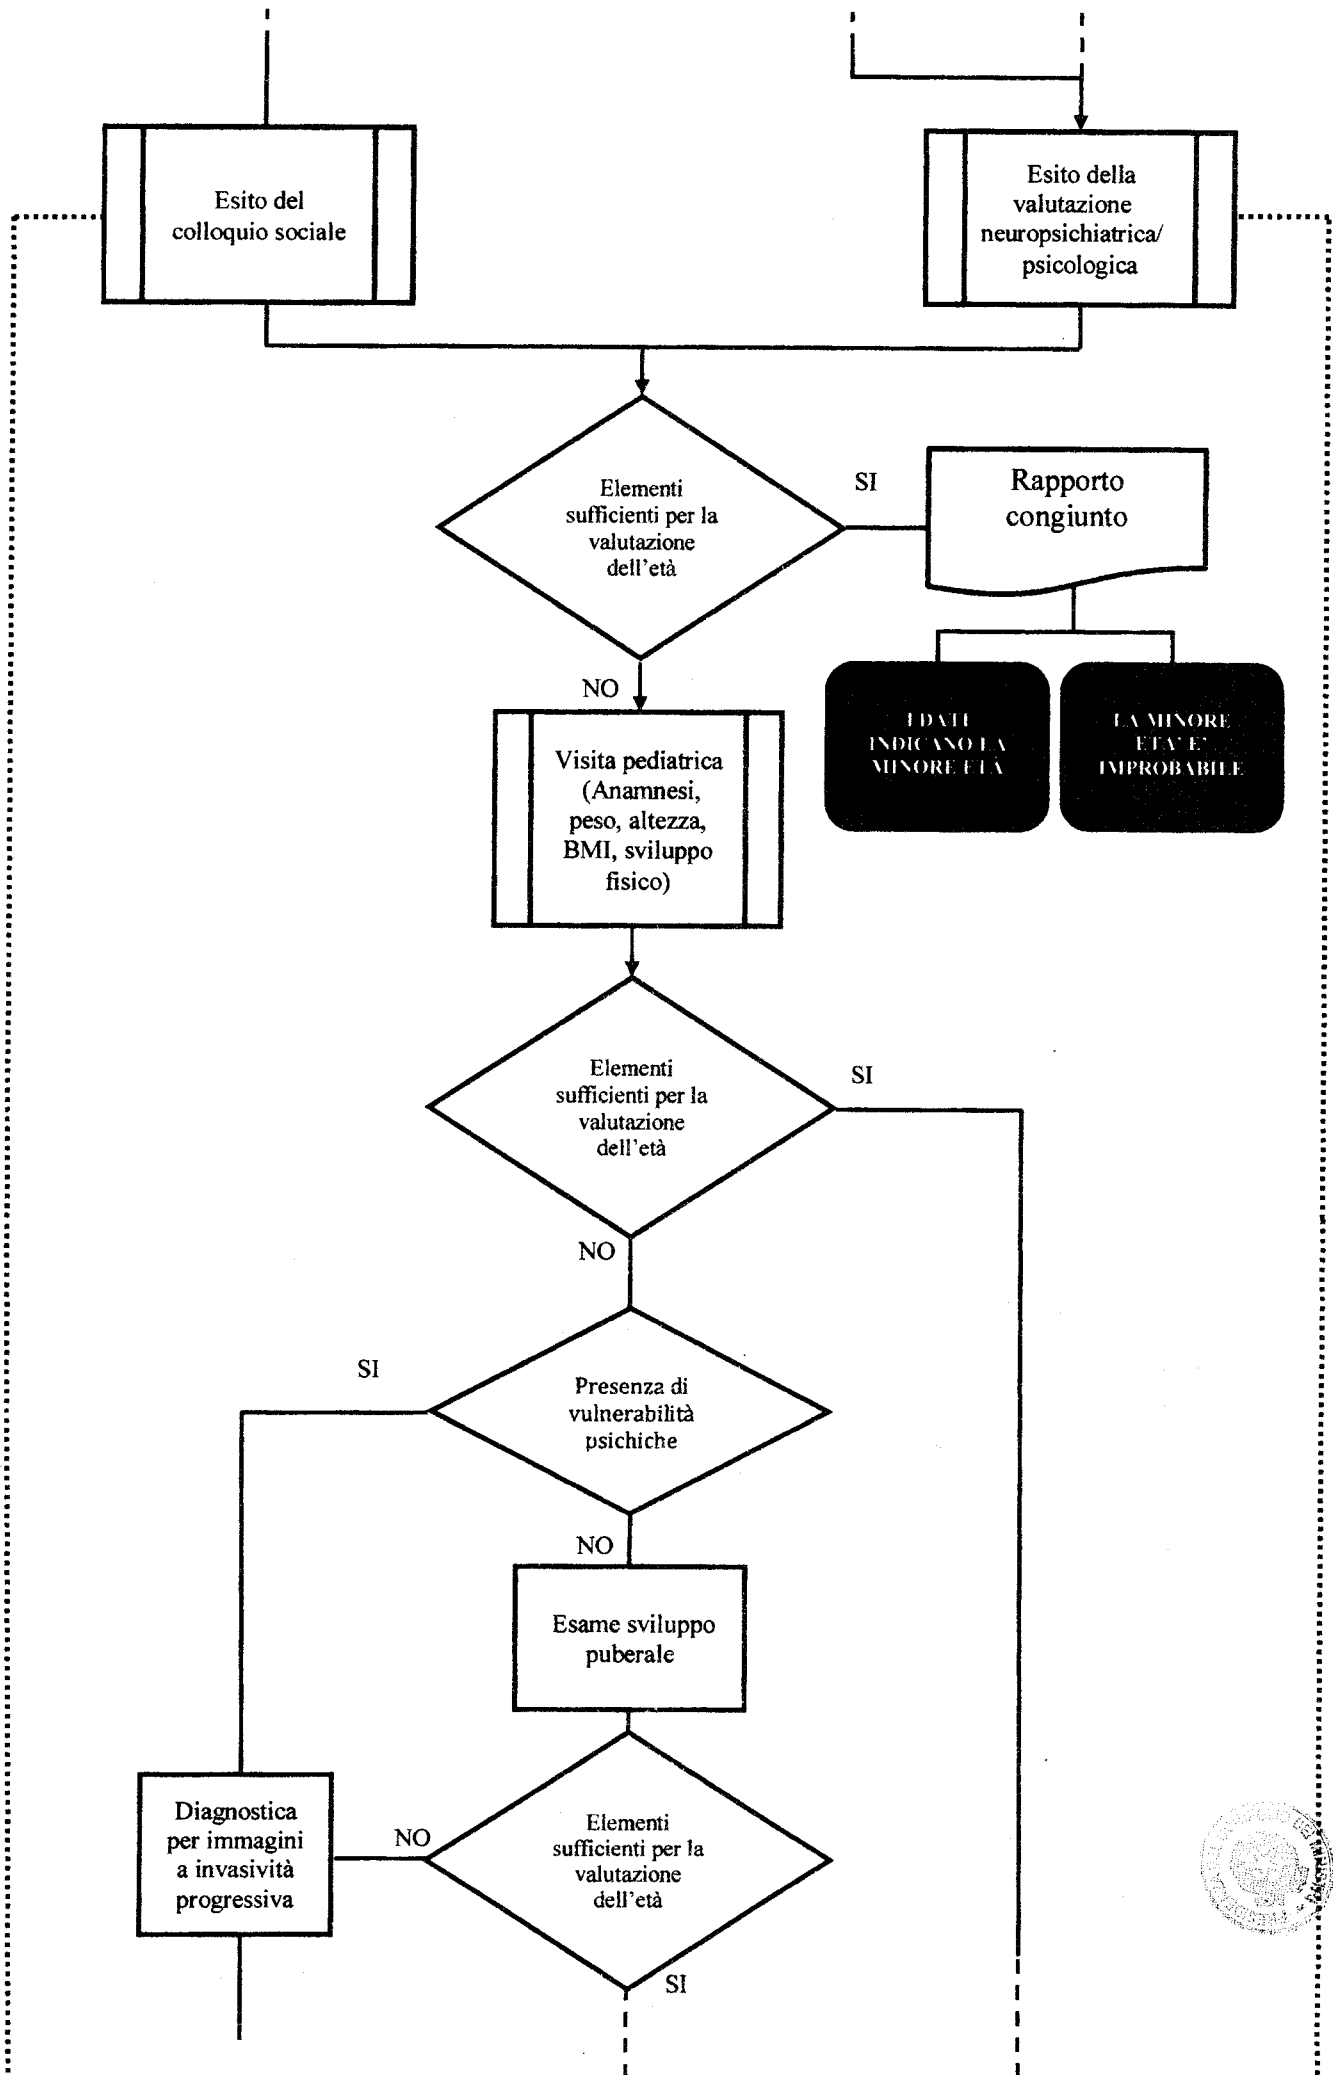 Esito del
colloquio sociale
Esito della
valutazione
neuropsichiatrica/
psicologica
Elementi
sufficienti per la
valutazione
dell'età
SI
Rapporto
congiunto
NO
I DATI
INDICANO LA
MINORE ETÀ
LA MINORE
ETA' E'
IMPROBABILE
Visita pediatrica
(Anamnesi,
peso, altezza,
BMI, sviluppo
fisico)
Elementi
sufficienti per la
valutazione
dell'età
SI
NO
SI
Presenza di
vulnerabilità
psichiche
NO
Esame sviluppo
puberale
Diagnostica
per immagini
a invasività
progressiva
NO
Elementi
sufficienti per la
valutazione
dell'età
SI